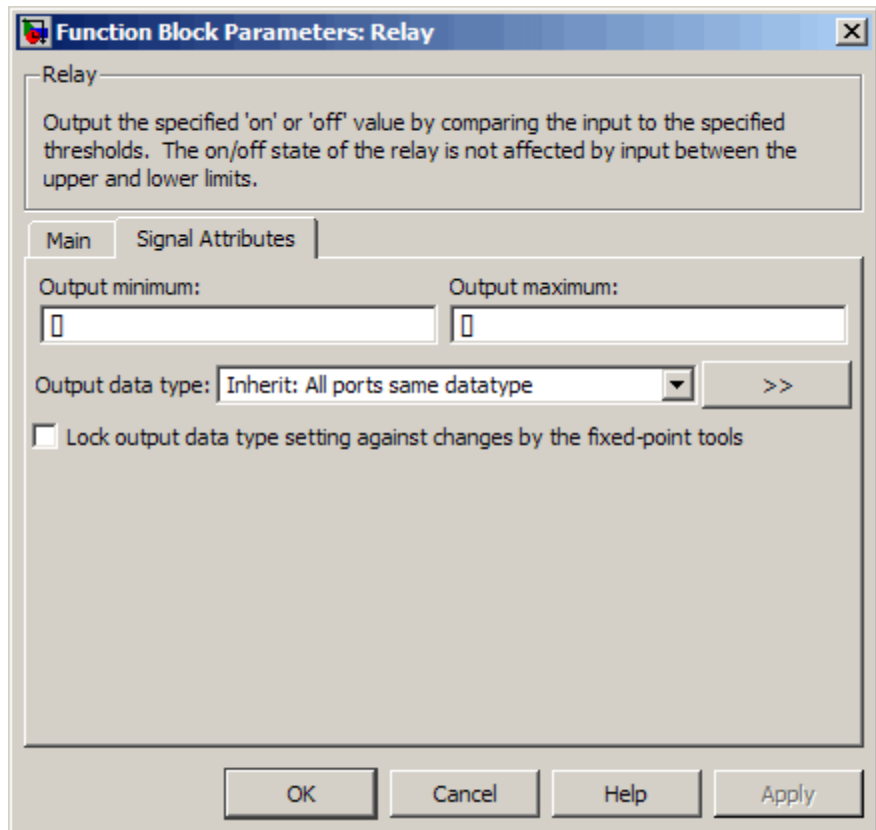 Function Block Parameters: Relay
Relay
Output the specified 'on' or 'off' value by comparing the input to the specified
thresholds. The on/off state of the relay is not affected by input between the
upper and lower limits.
Main Signal Attributes
Output minimum: Output maximum:
[] []
Output data type: Inherit: All ports same datatype >>
Lock output data type setting against changes by the fixed-point tools
OK Cancel Help Apply